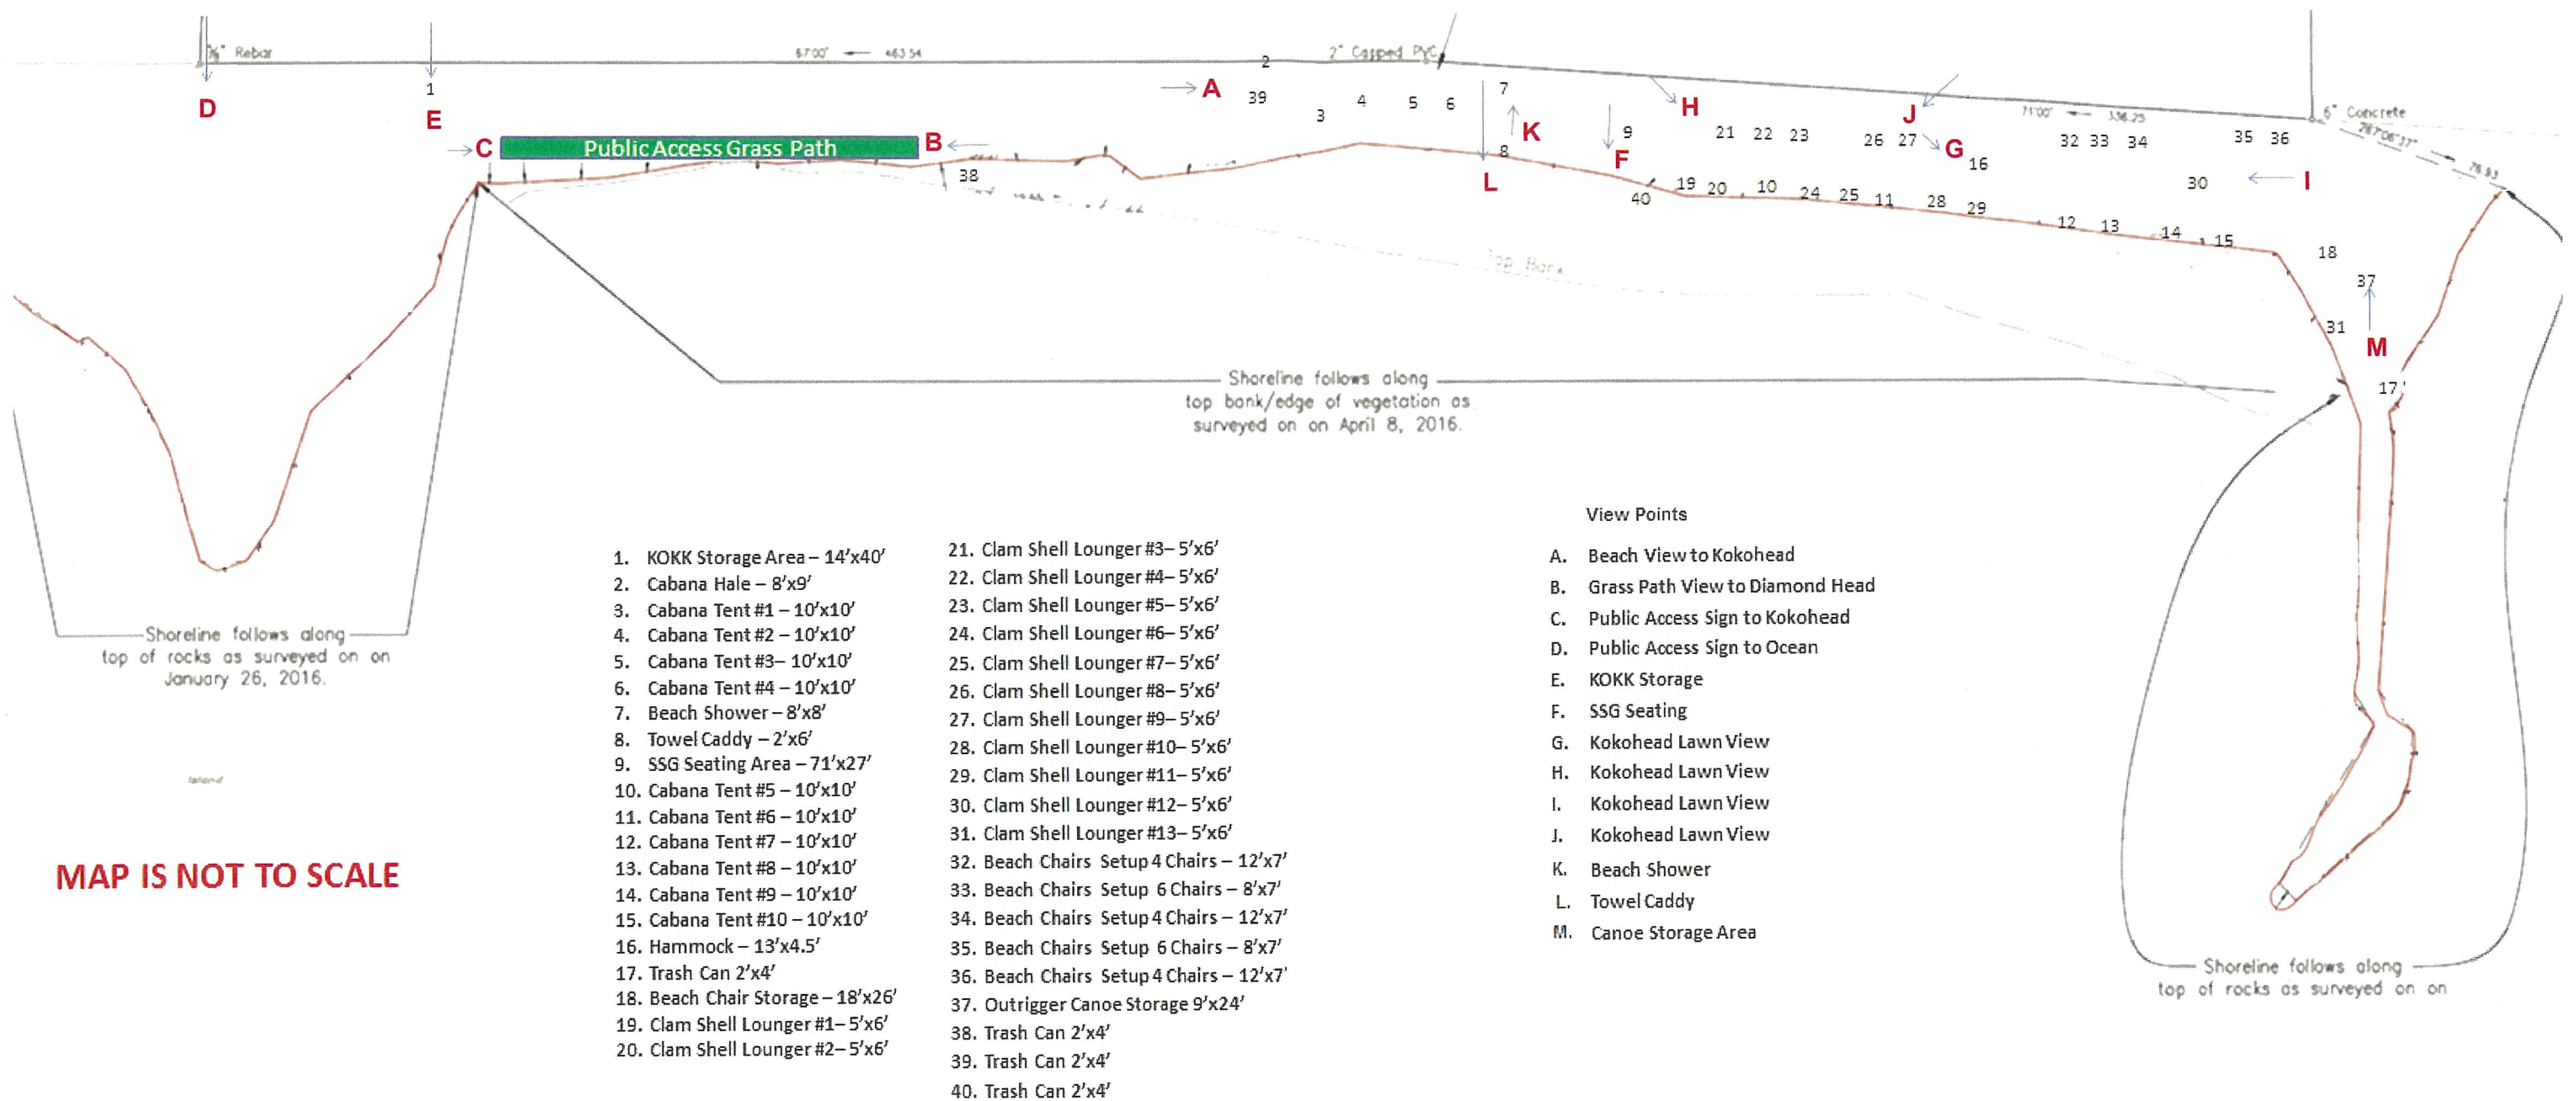 ⅝" Rebar
67°00' 463.54
2" Capped PVC
71°00' 336.25
6" Concrete
76.93
D
1
E
C
Public Access Grass Path
B
38
A
2
39
3
4
5
6
7
K
8
L
9
F
40
H
19
20
21
22
23
10
24
25
11
26
27
J
G
16
28
29
32
33
34
35
36
30
I
12
13
14
15
18
37
31
M
17
Top Bank
Shoreline follows along
top bank/edge of vegetation as
surveyed on on April 8, 2016.
Shoreline follows along
top of rocks as surveyed on on
January 26, 2016.
Island
MAP IS NOT TO SCALE
1. KOKK Storage Area – 14'x40'
2. Cabana Hale – 8'x9'
3. Cabana Tent #1 – 10'x10'
4. Cabana Tent #2 – 10'x10'
5. Cabana Tent #3– 10'x10'
6. Cabana Tent #4 – 10'x10'
7. Beach Shower – 8'x8'
8. Towel Caddy – 2'x6'
9. SSG Seating Area – 71'x27'
10. Cabana Tent #5 – 10'x10'
11. Cabana Tent #6 – 10'x10'
12. Cabana Tent #7 – 10'x10'
13. Cabana Tent #8 – 10'x10'
14. Cabana Tent #9 – 10'x10'
15. Cabana Tent #10 – 10'x10'
16. Hammock – 13'x4.5'
17. Trash Can 2'x4'
18. Beach Chair Storage – 18'x26'
19. Clam Shell Lounger #1– 5'x6'
20. Clam Shell Lounger #2– 5'x6'
21. Clam Shell Lounger #3– 5'x6'
22. Clam Shell Lounger #4– 5'x6'
23. Clam Shell Lounger #5– 5'x6'
24. Clam Shell Lounger #6– 5'x6'
25. Clam Shell Lounger #7– 5'x6'
26. Clam Shell Lounger #8– 5'x6'
27. Clam Shell Lounger #9– 5'x6'
28. Clam Shell Lounger #10– 5'x6'
29. Clam Shell Lounger #11– 5'x6'
30. Clam Shell Lounger #12– 5'x6'
31. Clam Shell Lounger #13– 5'x6'
32. Beach Chairs Setup 4 Chairs – 12'x7'
33. Beach Chairs Setup 6 Chairs – 8'x7'
34. Beach Chairs Setup 4 Chairs – 12'x7'
35. Beach Chairs Setup 6 Chairs – 8'x7'
36. Beach Chairs Setup 4 Chairs – 12'x7'
37. Outrigger Canoe Storage 9'x24'
38. Trash Can 2'x4'
39. Trash Can 2'x4'
40. Trash Can 2'x4'
View Points
A. Beach View to Kokohead
B. Grass Path View to Diamond Head
C. Public Access Sign to Kokohead
D. Public Access Sign to Ocean
E. KOKK Storage
F. SSG Seating
G. Kokohead Lawn View
H. Kokohead Lawn View
I. Kokohead Lawn View
J. Kokohead Lawn View
K. Beach Shower
L. Towel Caddy
M. Canoe Storage Area
Shoreline follows along
top of rocks as surveyed on on